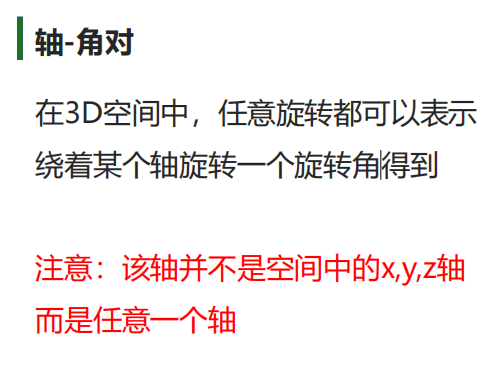 轴-角对
在3D空间中，任意旋转都可以表示
绕着某个轴旋转一个旋转角得到
注意：该轴并不是空间中的x,y,z轴
而是任意一个轴